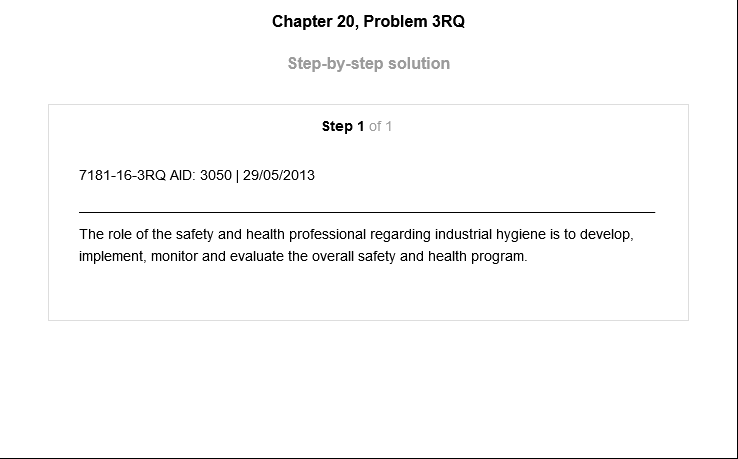 Chapter 20, Problem 3RQ
Step-by-step solution
Step 1 of 1
7181-16-3RQ AID: 3050 | 29/05/2013
The role of the safety and health professional regarding industrial hygiene is to develop,
implement, monitor and evaluate the overall safety and health program.